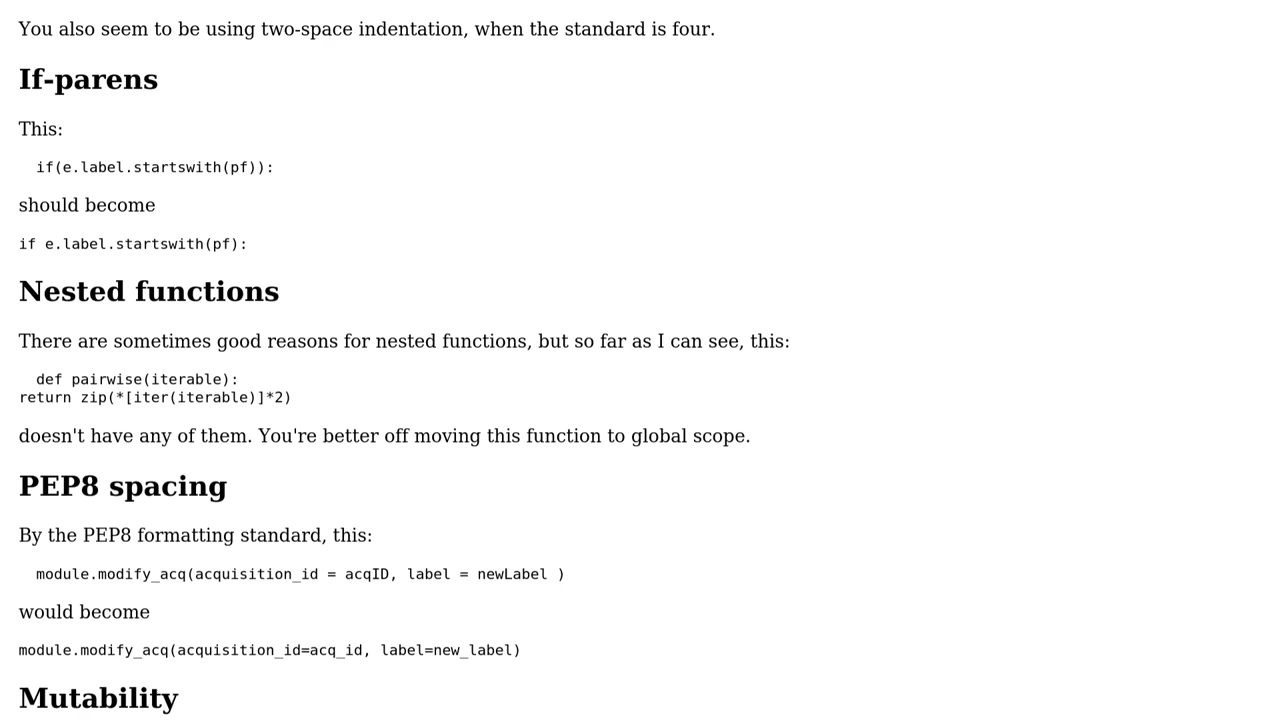 You also seem to be using two-space indentation, when the standard is four.
If-parens
This:
  if(e.label.startswith(pf)):
should become
if e.label.startswith(pf):
Nested functions
There are sometimes good reasons for nested functions, but so far as I can see, this:
  def pairwise(iterable):
return zip(*[iter(iterable)]*2)
doesn't have any of them. You're better off moving this function to global scope.
PEP8 spacing
By the PEP8 formatting standard, this:
  module.modify_acq(acquisition_id = acqID, label = newLabel )
would become
module.modify_acq(acquisition_id=acq_id, label=new_label)
Mutability